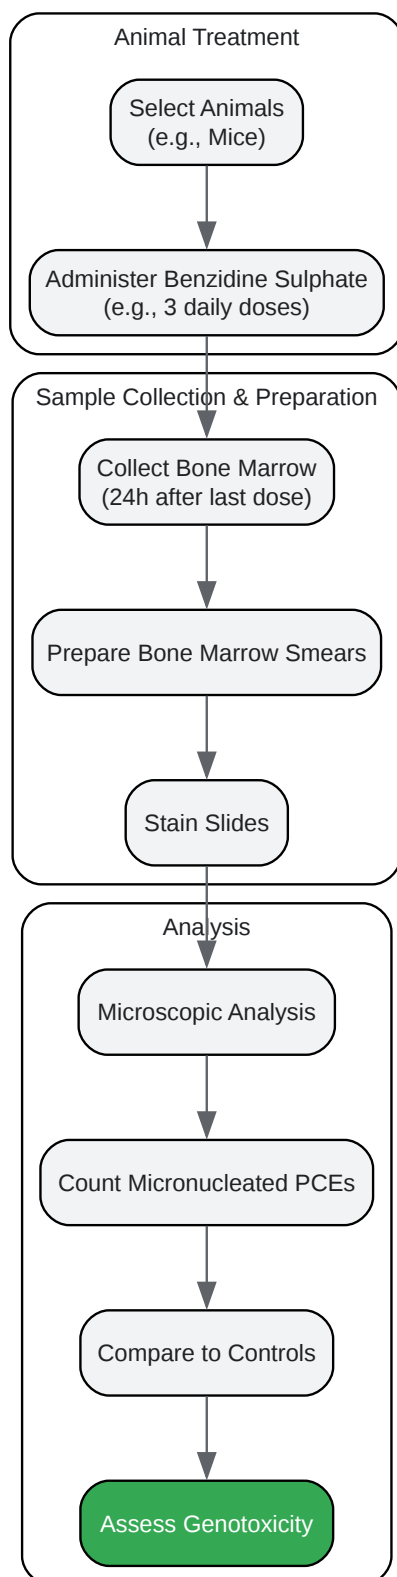 Animal Treatment
Select Animals
(e.g., Mice)
Administer Benzidine Sulphate
(e.g., 3 daily doses)
Sample Collection & Preparation
Collect Bone Marrow
(24h after last dose)
Prepare Bone Marrow Smears
Stain Slides
Analysis
Microscopic Analysis
Count Micronucleated PCEs
Compare to Controls
Assess Genotoxicity